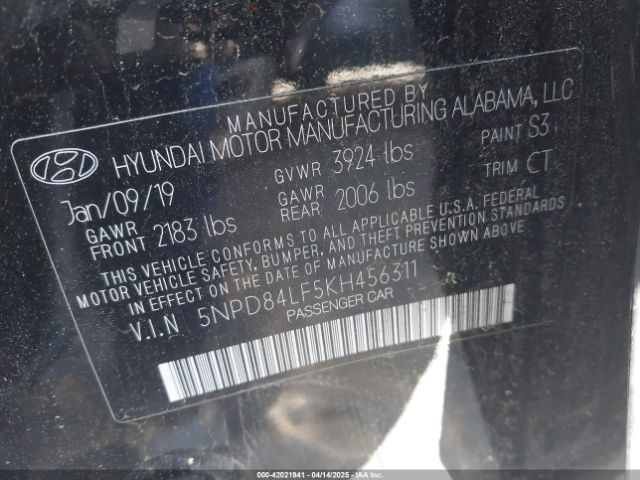 MANUFACTURED BY
HYUNDAI MOTOR MANUFACTURING ALABAMA, LLC
Jan/09/19 GVWR 3924 lbs PAINT S3
GAWR FRONT 2183 lbs GAWR REAR 2006 lbs TRIM CT
THIS VEHICLE CONFORMS TO ALL APPLICABLE U.S.A. FEDERAL
MOTOR VEHICLE SAFETY, BUMPER, AND THEFT PREVENTION STANDARDS
IN EFFECT ON THE DATE OF MANUFACTURE SHOWN ABOVE.
V.I.N 5NPD84LF5KH456311
PASSENGER CAR
000-42021941 - 04/14/2025 - IAAI.COM